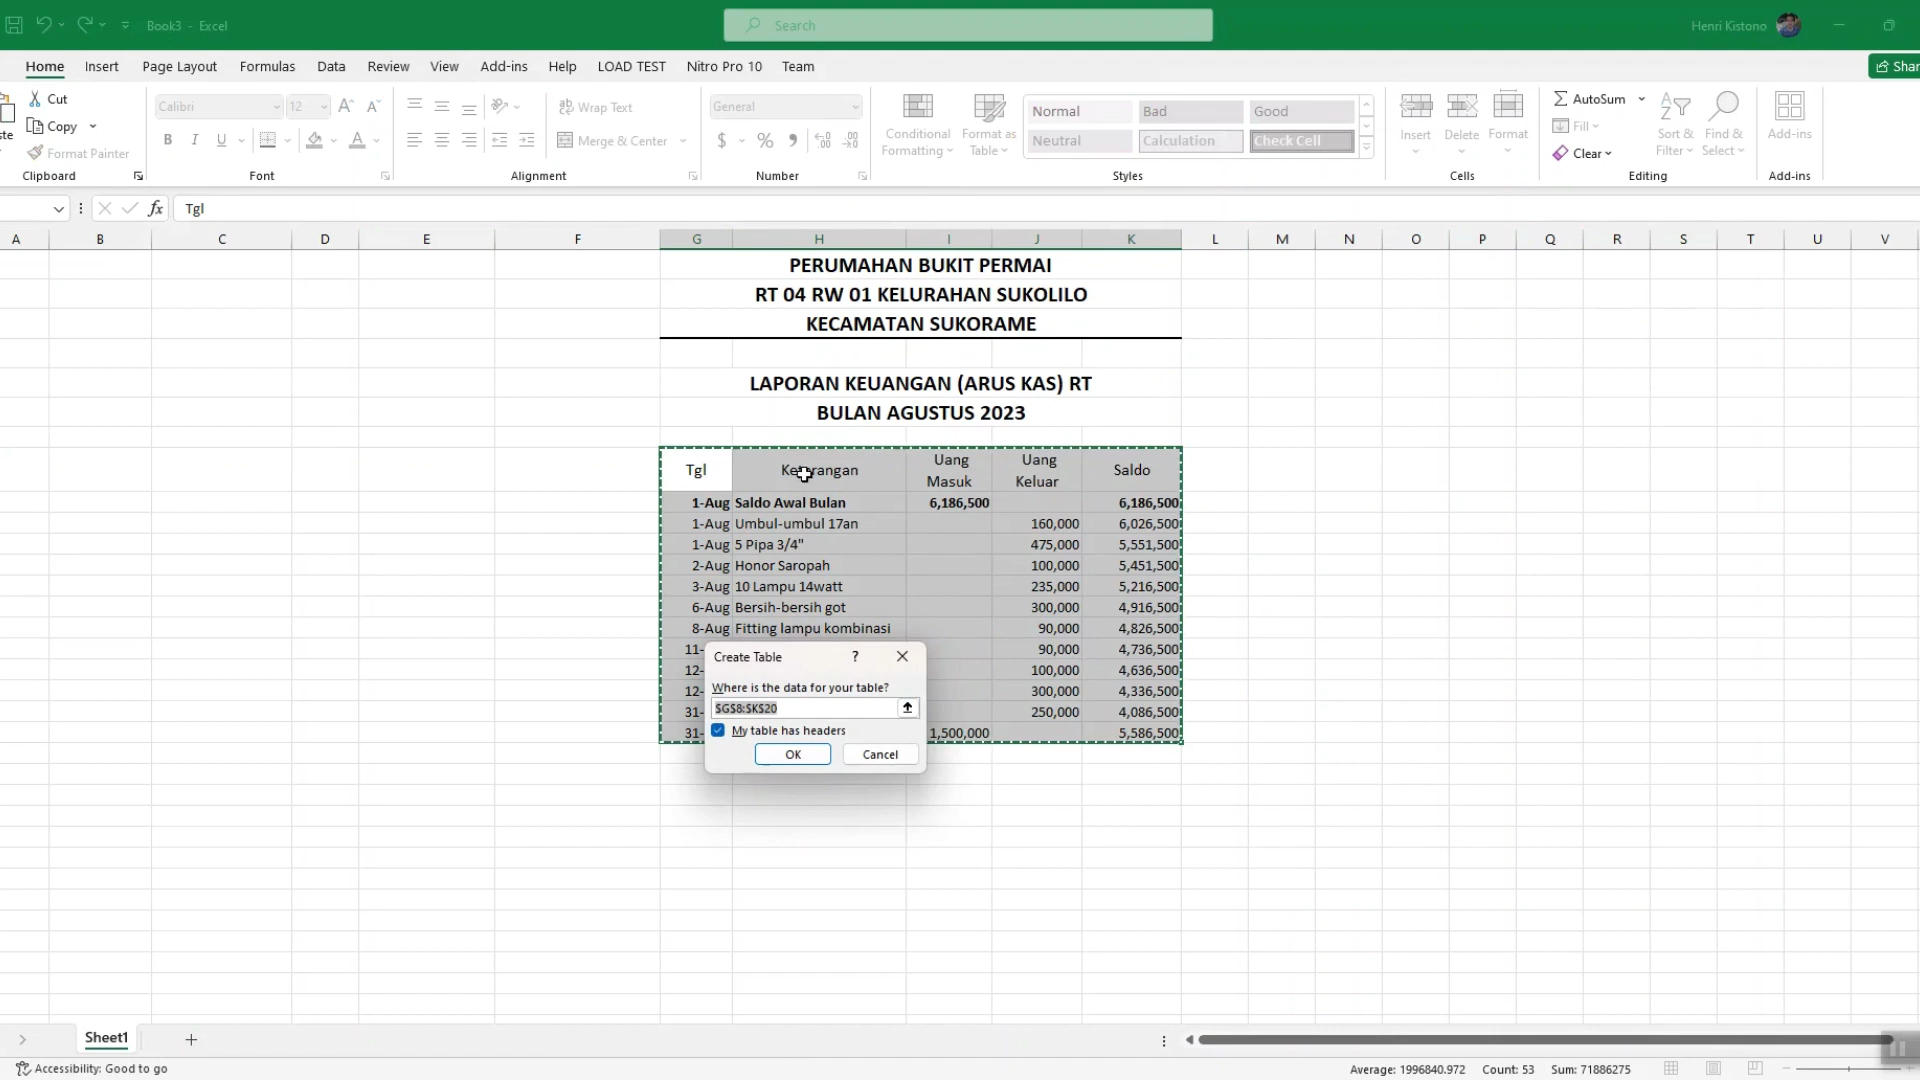 Book3 - Excel
Search
Henri Kistono
Home Insert Page Layout Formulas Data Review View Add-ins Help LOAD TEST Nitro Pro 10 Team
Cut
Copy
Format Painter
Clipboard
Calibri 12
B I U
Font
Wrap Text
Merge & Center
Alignment
General
$ % ,
Number
Conditional Formatting
Format as Table
Normal Bad Good
Neutral Calculation Check Cell
Styles
Insert Delete Format
Cells
AutoSum
Fill
Clear
Sort & Filter
Find & Select
Editing
Add-ins
Add-ins
fx Tgl
A B C D E F G H I J K L M N O P Q R S T U V
PERUMAHAN BUKIT PERMAI
RT 04 RW 01 KELURAHAN SUKOLILO
KECAMATAN SUKORAME
LAPORAN KEUANGAN (ARUS KAS) RT
BULAN AGUSTUS 2023
Tgl Keterangan Uang Masuk Uang Keluar Saldo
1-Aug Saldo Awal Bulan 6,186,500 6,186,500
1-Aug Umbul-umbul 17an 160,000 6,026,500
1-Aug 5 Pipa 3/4" 475,000 5,551,500
2-Aug Honor Saropah 100,000 5,451,500
3-Aug 10 Lampu 14watt 235,000 5,216,500
6-Aug Bersih-bersih got 300,000 4,916,500
8-Aug Fitting lampu kombinasi 90,000 4,826,500
11- 90,000 4,736,500
12- 100,000 4,636,500
12- 300,000 4,336,500
31- 250,000 4,086,500
31- 1,500,000 5,586,500
Create Table ?
Where is the data for your table?
$G$8:$K$20
My table has headers
OK Cancel
Sheet1
Accessibility: Good to go
Average: 1996840.972 Count: 53 Sum: 71886275